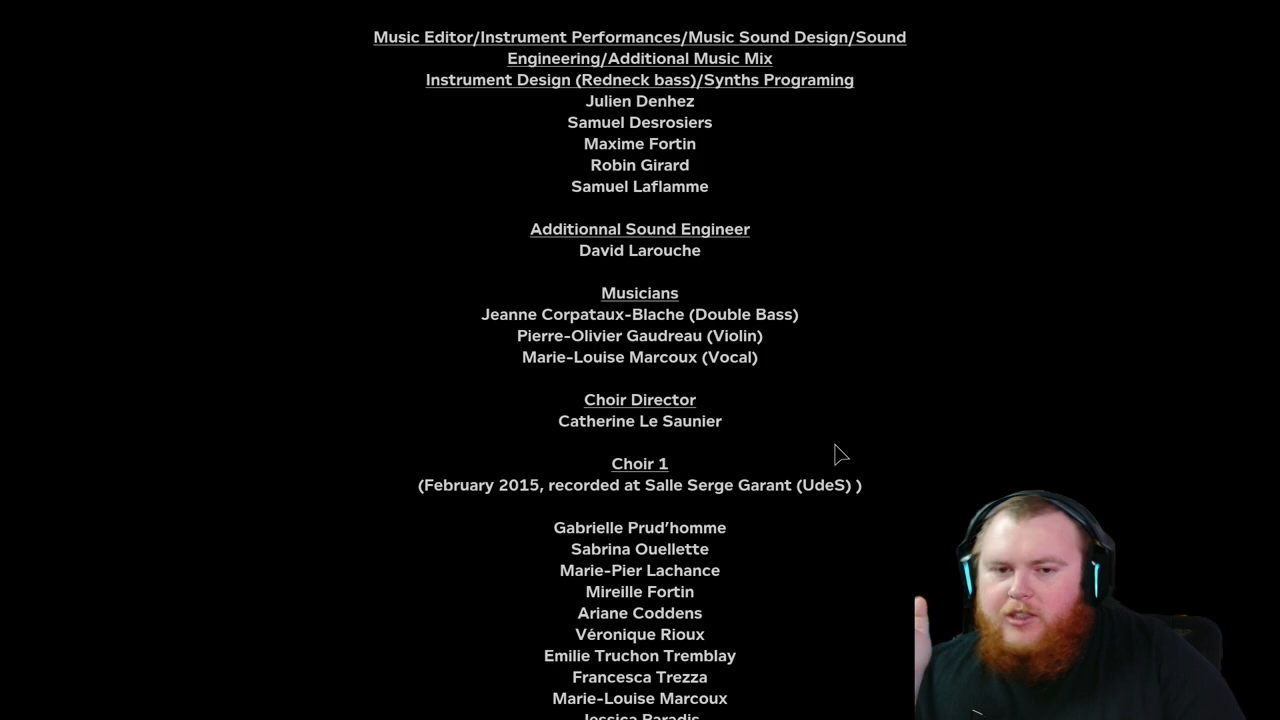 Music Editor/Instrument Performances/Music Sound Design/Sound
Engineering/Additional Music Mix
Instrument Design (Redneck bass)/Synths Programing
Julien Denhez
Samuel Desrosiers
Maxime Fortin
Robin Girard
Samuel Laflamme
Additionnal Sound Engineer
David Larouche
Musicians
Jeanne Corpataux-Blache (Double Bass)
Pierre-Olivier Gaudreau (Violin)
Marie-Louise Marcoux (Vocal)
Choir Director
Catherine Le Saunier
Choir 1
(February 2015, recorded at Salle Serge Garant (UdeS) )
Gabrielle Prud’homme
Sabrina Ouellette
Marie-Pier Lachance
Mireille Fortin
Ariane Coddens
Véronique Rioux
Emilie Truchon Tremblay
Francesca Trezza
Marie-Louise Marcoux
Jessica Paradis